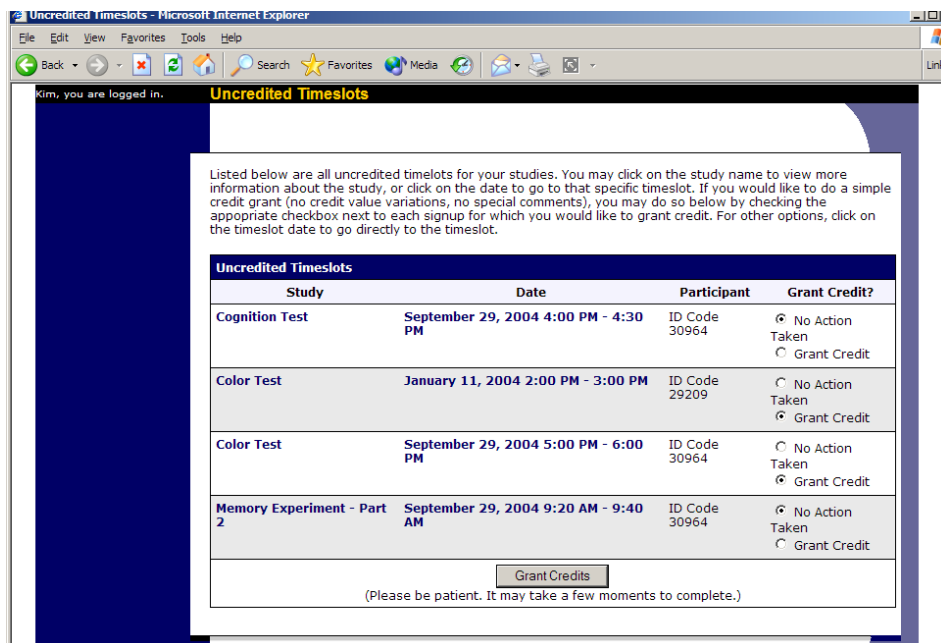 Uncredited Timeslots - Microsoft Internet Explorer
File Edit View Favorites Tools Help
Back Search Favorites Media
Kim, you are logged in. Uncredited Timeslots
Listed below are all uncredited timelots for your studies. You may click on the study name to view more
information about the study, or click on the date to go to that specific timeslot. If you would like to do a simple
credit grant (no credit value variations, no special comments), you may do so below by checking the
appopriate checkbox next to each signup for which you would like to grant credit. For other options, click on
the timeslot date to go directly to the timeslot.
Uncredited Timeslots
Study Date Participant Grant Credit?
Cognition Test September 29, 2004 4:00 PM - 4:30 ID Code No Action
PM 30964 Taken
Grant Credit
Color Test January 11, 2004 2:00 PM - 3:00 PM ID Code No Action
29209 Taken
Grant Credit
Color Test September 29, 2004 5:00 PM - 6:00 ID Code No Action
PM 30964 Taken
Grant Credit
Memory Experiment - Part September 29, 2004 9:20 AM - 9:40 ID Code No Action
2 AM 30964 Taken
Grant Credit
Grant Credits
(Please be patient. It may take a few moments to complete.)